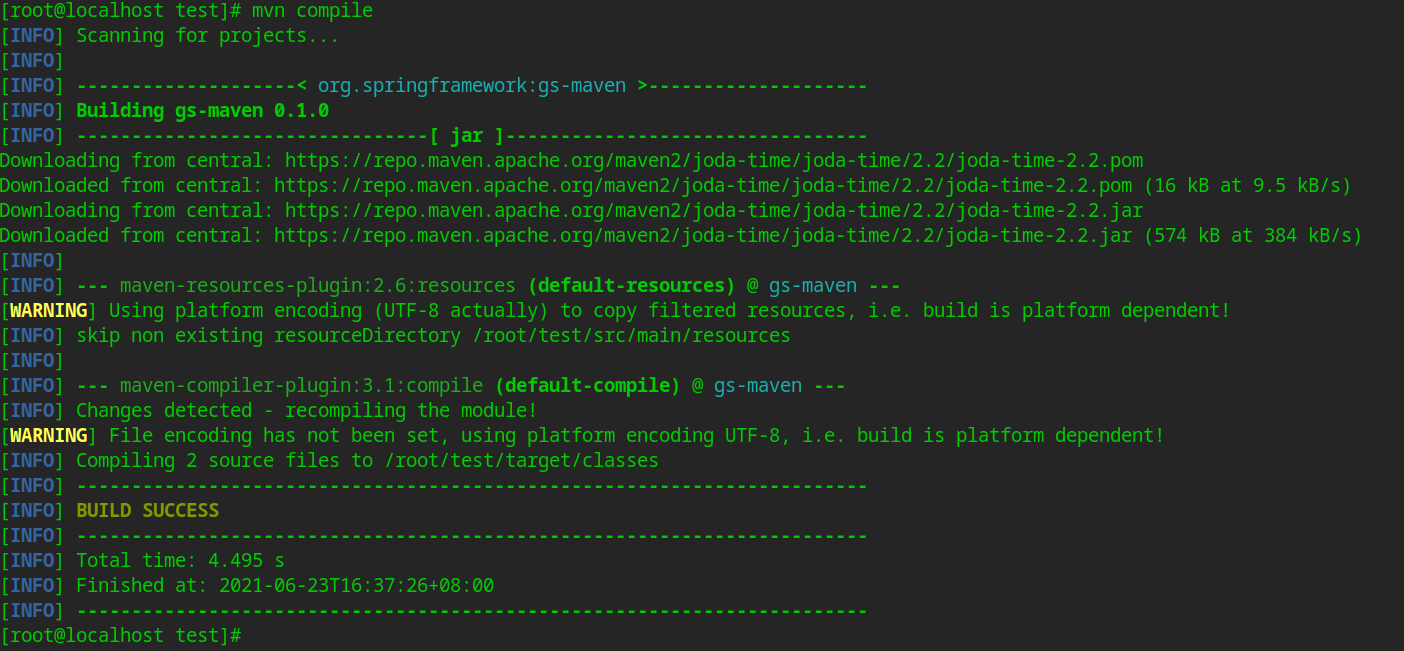 [root@localhost test]# mvn compile
[INFO] Scanning for projects...
[INFO]
[INFO] --------------------< org.springframework:gs-maven >--------------------
[INFO] Building gs-maven 0.1.0
[INFO] --------------------------------[ jar ]---------------------------------
Downloading from central: https://repo.maven.apache.org/maven2/joda-time/joda-time/2.2/joda-time-2.2.pom
Downloaded from central: https://repo.maven.apache.org/maven2/joda-time/joda-time/2.2/joda-time-2.2.pom (16 kB at 9.5 kB/s)
Downloading from central: https://repo.maven.apache.org/maven2/joda-time/joda-time/2.2/joda-time-2.2.jar
Downloaded from central: https://repo.maven.apache.org/maven2/joda-time/joda-time/2.2/joda-time-2.2.jar (574 kB at 384 kB/s)
[INFO]
[INFO] --- maven-resources-plugin:2.6:resources (default-resources) @ gs-maven ---
[WARNING] Using platform encoding (UTF-8 actually) to copy filtered resources, i.e. build is platform dependent!
[INFO] skip non existing resourceDirectory /root/test/src/main/resources
[INFO]
[INFO] --- maven-compiler-plugin:3.1:compile (default-compile) @ gs-maven ---
[INFO] Changes detected - recompiling the module!
[WARNING] File encoding has not been set, using platform encoding UTF-8, i.e. build is platform dependent!
[INFO] Compiling 2 source files to /root/test/target/classes
[INFO] ------------------------------------------------------------------------
[INFO] BUILD SUCCESS
[INFO] ------------------------------------------------------------------------
[INFO] Total time: 4.495 s
[INFO] Finished at: 2021-06-23T16:37:26+08:00
[INFO] ------------------------------------------------------------------------
[root@localhost test]#